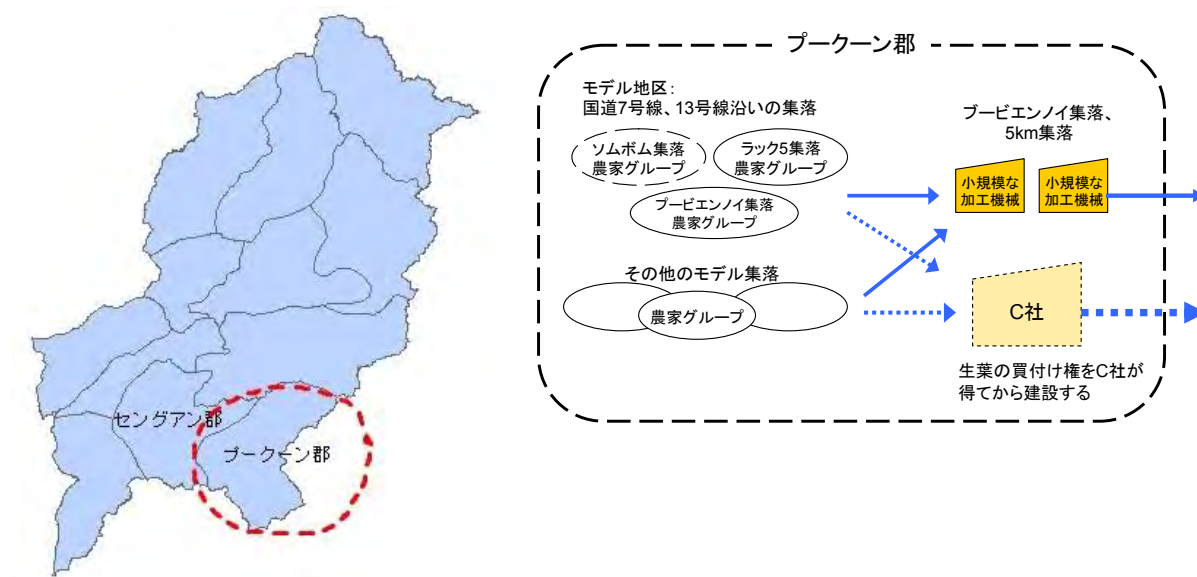 セングアン郡
プークーン郡
プークーン郡
モデル地区：
国道7号線、13号線沿いの集落
ソムボム集落
農家グループ
ラック5集落
農家グループ
プービエンノイ集落
農家グループ
その他のモデル集落
農家グループ
ブービエンノイ集落、
5km集落
小規模な
加工機械
小規模な
加工機械
C社
生葉の買付け権をC社が
得てから建設する